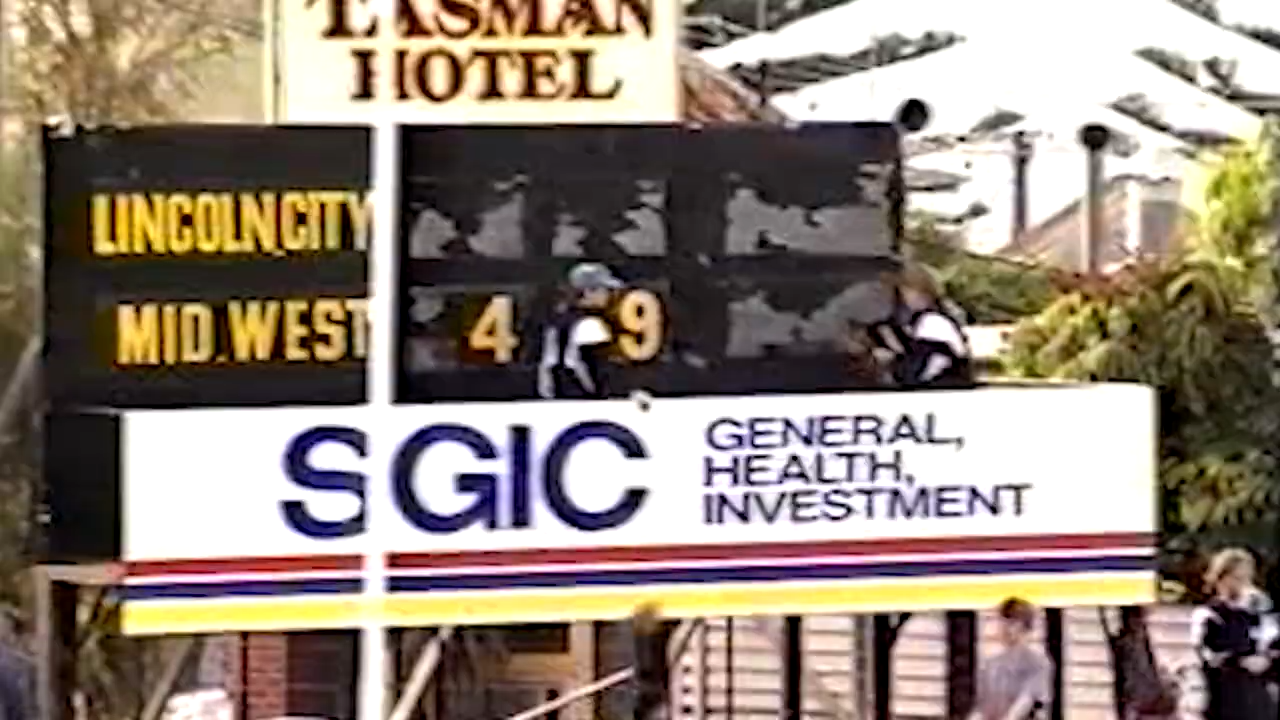 TASMAN
HOTEL
LINCOLN CITY
MID.WEST 4 9
SGIC
GENERAL,
HEALTH,
INVESTMENT